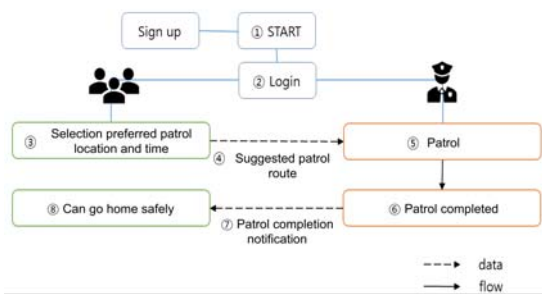 Sign up
① START
② Login
③ Selection preferred patrol
location and time
④ Suggested patrol
route
⑤ Patrol
⑧ Can go home safely
⑦ Patrol completion
notification
⑥ Patrol completed
data
flow